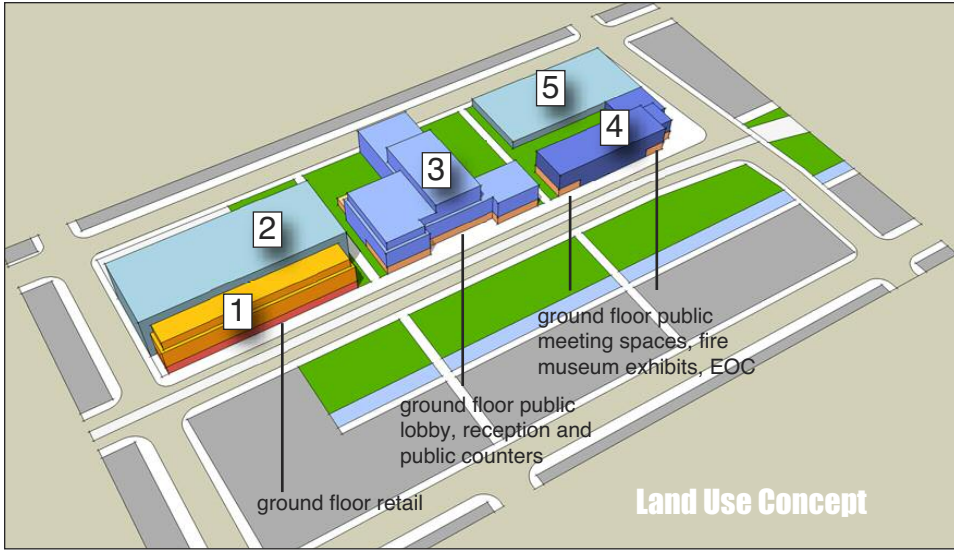 5
4
3
2
1
ground floor public
meeting spaces, fire
museum exhibits, EOC
ground floor public
lobby, reception and
public counters
ground floor retail
Land Use Concept